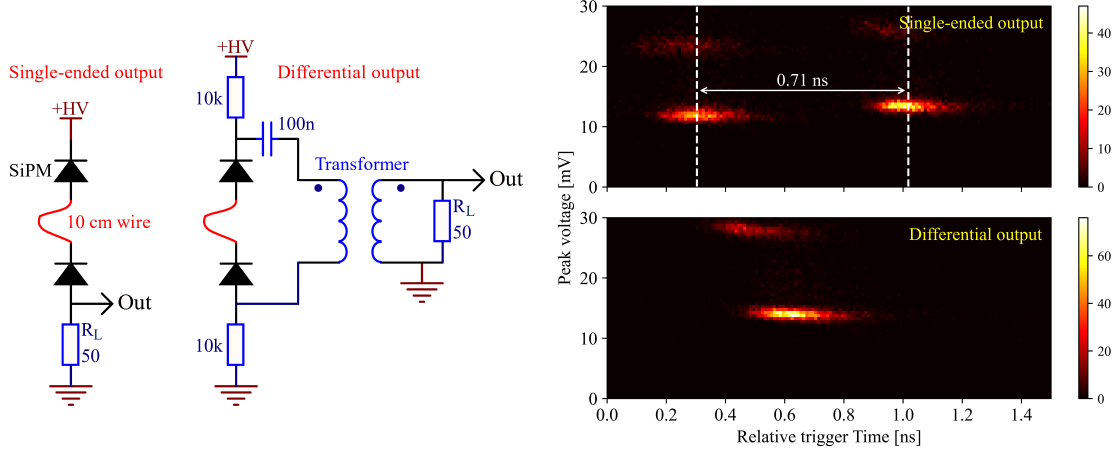 Single-ended output
+HV
SiPM
10 cm wire
Out
R_L
50
Differential output
+HV
10k
100n
Transformer
Out
R_L
50
10k
Peak voltage [mV]
Single-ended output
0.71 ns
30
20
10
0
40
30
20
10
0
Differential output
30
20
10
0
60
40
20
0
0.0 0.2 0.4 0.6 0.8 1.0 1.2 1.4
Relative trigger Time [ns]